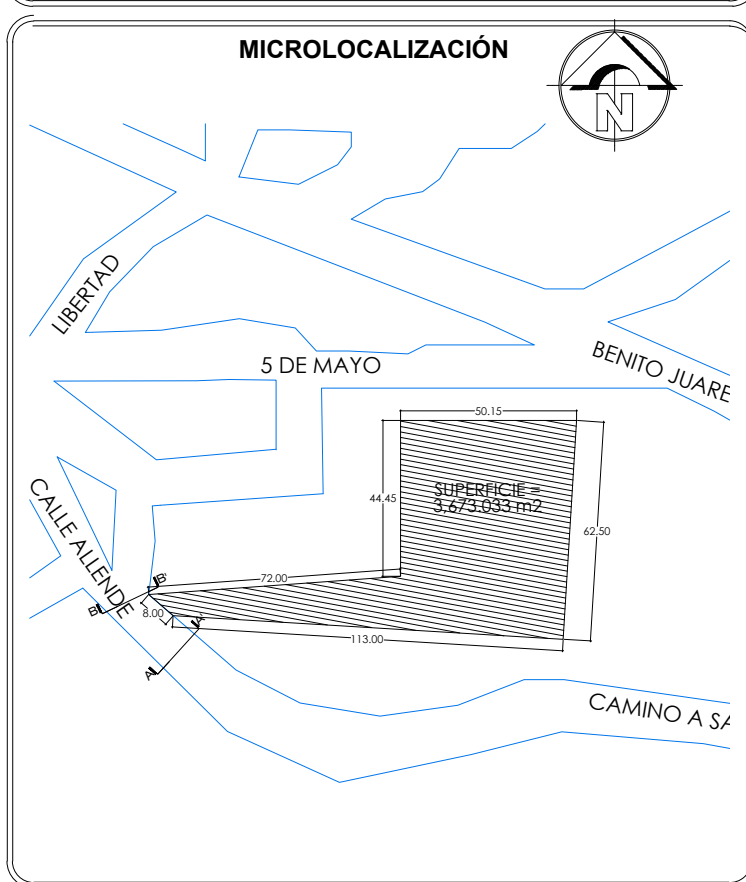 MICROLOCALIZACIÓN
N
LIBERTAD
5 DE MAYO
BENITO JUARE
50.15
44.45
SUPERFICIE =
3,673.033 m2
62.50
CALLE ALLENDE
72.00
B'
B
8.00
A'
113.00
A
CAMINO A SA